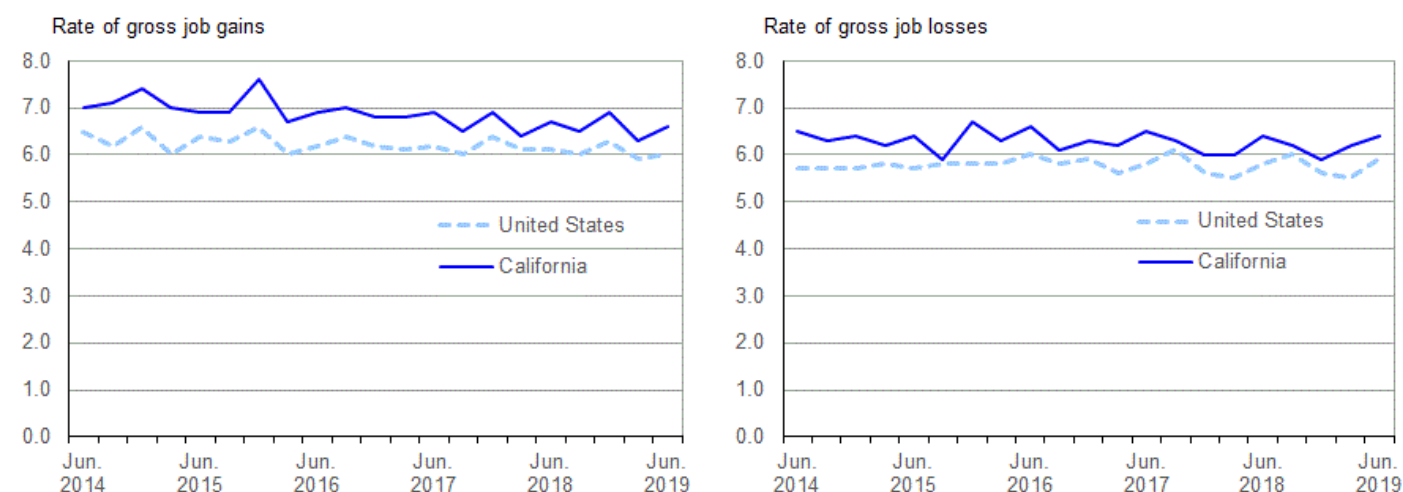 Rate of gross job gains
8.0
7.0
6.0
5.0
4.0
3.0
2.0
1.0
0.0
United States
California
Jun. 2014
Jun. 2015
Jun. 2016
Jun. 2017
Jun. 2018
Jun. 2019
Rate of gross job losses
8.0
7.0
6.0
5.0
4.0
3.0
2.0
1.0
0.0
United States
California
Jun. 2014
Jun. 2015
Jun. 2016
Jun. 2017
Jun. 2018
Jun. 2019